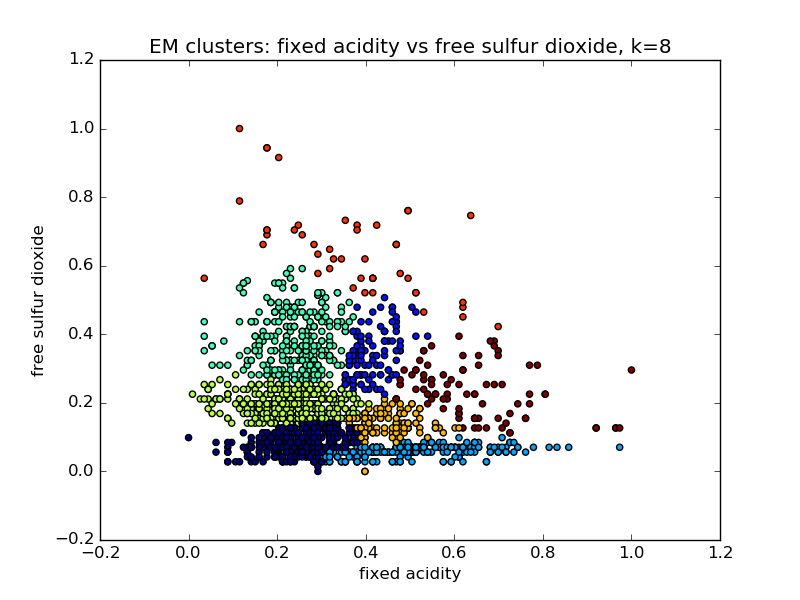 EM clusters: fixed acidity vs free sulfur dioxide, k=8
1.2
1.0
0.8
0.6
0.4
0.2
0.0
−0.2
free sulfur dioxide
−0.2 0.0 0.2 0.4 0.6 0.8 1.0 1.2
fixed acidity